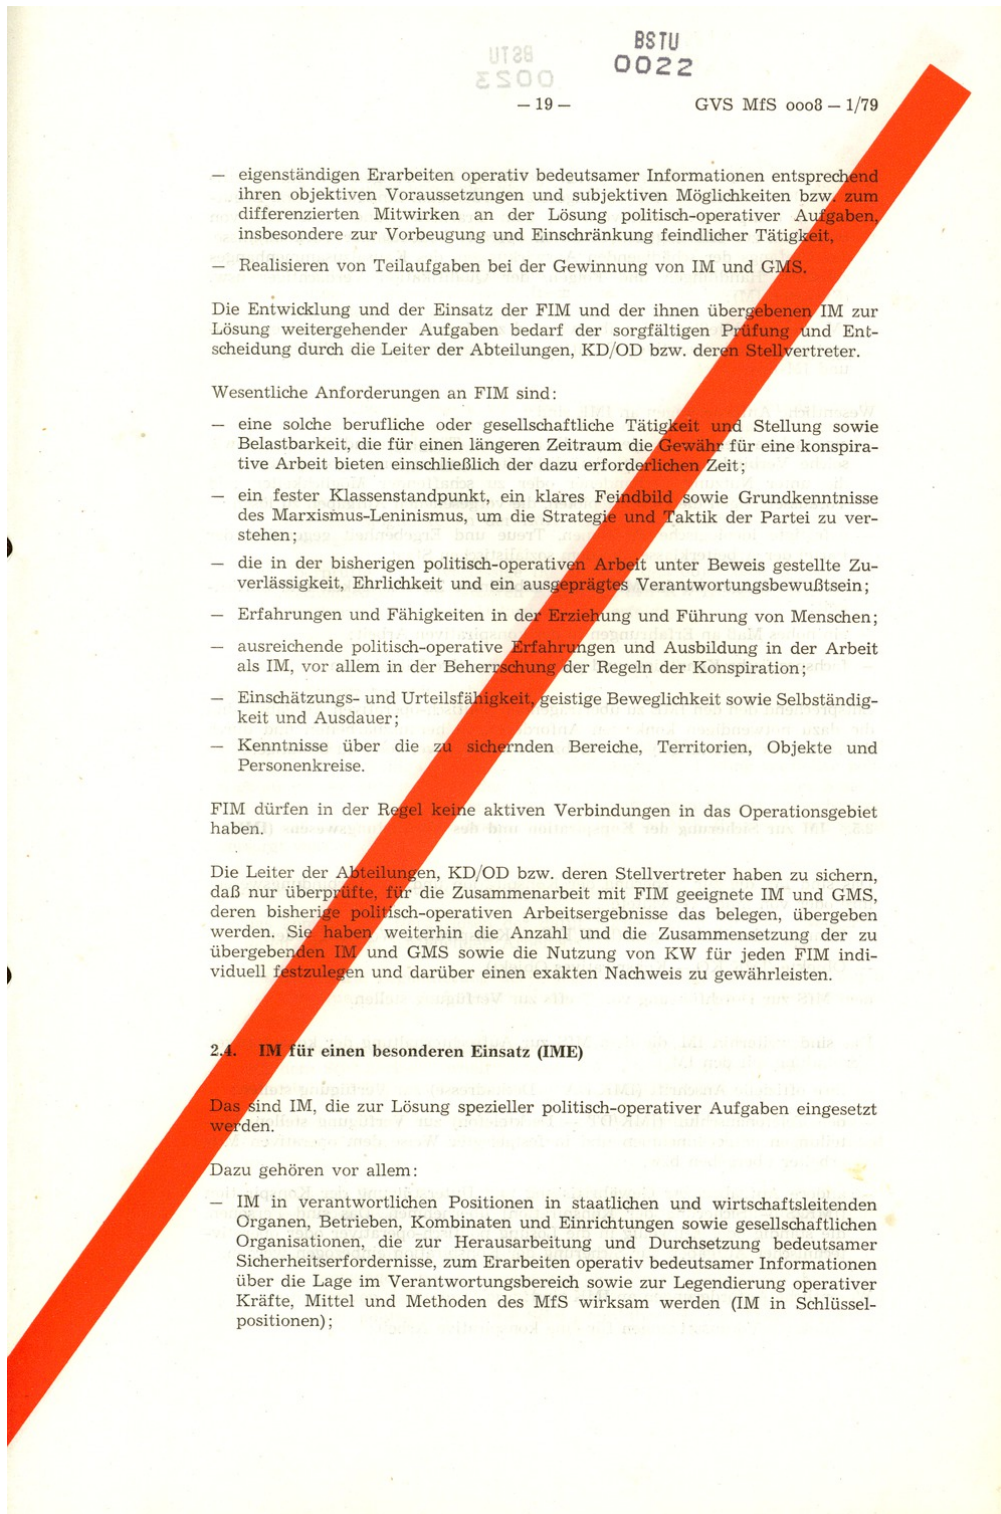 BSTU
0022
— 19 —
GVS MfS ooo8 — 1/79
— eigenständigen Erarbeiten operativ bedeutsamer Informationen entsprechend
ihren objektiven Voraussetzungen und subjektiven Möglichkeiten bzw. zum
differenzierten Mitwirken an der Lösung politisch-operativer Aufgaben,
insbesondere zur Vorbeugung und Einschränkung feindlicher Tätigkeit,
— Realisieren von Teilaufgaben bei der Gewinnung von IM und GMS.
Die Entwicklung und der Einsatz der FIM und der ihnen übergebenen IM zur
Lösung weitergehender Aufgaben bedarf der sorgfältigen Prüfung und Ent-
scheidung durch die Leiter der Abteilungen, KD/OD bzw. deren Stellvertreter.
Wesentliche Anforderungen an FIM sind:
— eine solche berufliche oder gesellschaftliche Tätigkeit und Stellung sowie
Belastbarkeit, die für einen längeren Zeitraum die Gewähr für eine konspira-
tive Arbeit bieten einschließlich der dazu erforderlichen Zeit;
— ein fester Klassenstandpunkt, ein klares Feindbild sowie Grundkenntnisse
des Marxismus-Leninismus, um die Strategie und Taktik der Partei zu ver-
stehen;
— die in der bisherigen politisch-operativen Arbeit unter Beweis gestellte Zu-
verlässigkeit, Ehrlichkeit und ein ausgeprägtes Verantwortungsbewußtsein;
— Erfahrungen und Fähigkeiten in der Erziehung und Führung von Menschen;
— ausreichende politisch-operative Erfahrungen und Ausbildung in der Arbeit
als IM, vor allem in der Beherrschung der Regeln der Konspiration;
— Einschätzungs- und Urteilsfähigkeit, geistige Beweglichkeit sowie Selbständig-
keit und Ausdauer;
— Kenntnisse über die zu sichernden Bereiche, Territorien, Objekte und
Personenkreise.
FIM dürfen in der Regel keine aktiven Verbindungen in das Operationsgebiet
haben.
Die Leiter der Abteilungen, KD/OD bzw. deren Stellvertreter haben zu sichern,
daß nur überprüfte, für die Zusammenarbeit mit FIM geeignete IM und GMS,
deren bisherige politisch-operativen Arbeitsergebnisse das belegen, übergeben
werden. Sie haben weiterhin die Anzahl und die Zusammensetzung der zu
übergebenden IM und GMS sowie die Nutzung von KW für jeden FIM indi-
viduell festzulegen und darüber einen exakten Nachweis zu gewährleisten.
2.4. IM für einen besonderen Einsatz (IME)
Das sind IM, die zur Lösung spezieller politisch-operativer Aufgaben eingesetzt
werden.
Dazu gehören vor allem:
— IM in verantwortlichen Positionen in staatlichen und wirtschaftsleitenden
Organen, Betrieben, Kombinaten und Einrichtungen sowie gesellschaftlichen
Organisationen, die zur Herausarbeitung und Durchsetzung bedeutsamer
Sicherheitserfordernisse, zum Erarbeiten operativ bedeutsamer Informationen
über die Lage im Verantwortungsbereich sowie zur Legendierung operativer
Kräfte, Mittel und Methoden des MfS wirksam werden (IM in Schlüssel-
positionen);